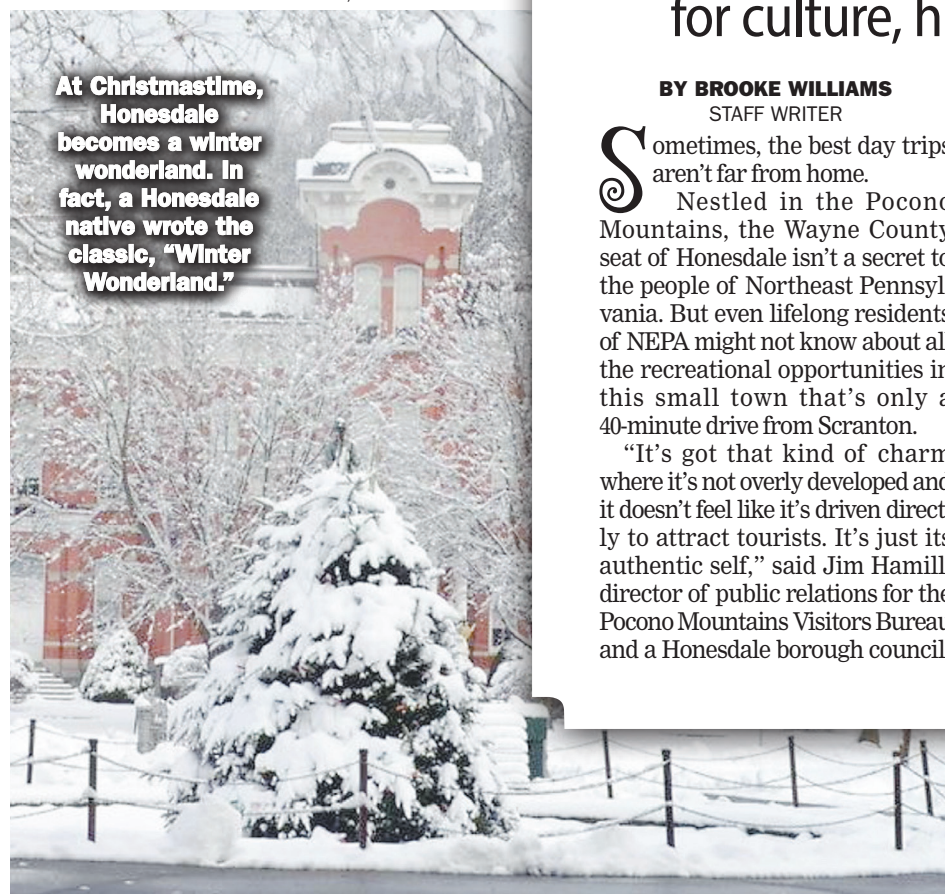 At Christmastime,
Honesdale
becomes a winter
wonderland. In
fact, a Honesdale
native wrote the
classic, “Winter
Wonderland.”
for culture, h
BY BROOKE WILLIAMS
STAFF WRITER
Sometimes, the best day trips
aren’t far from home.
Nestled in the Pocono
Mountains, the Wayne County
seat of Honesdale isn’t a secret to
the people of Northeast Pennsyl
vania. But even lifelong residents
of NEPA might not know about al
the recreational opportunities in
this small town that’s only a
40-minute drive from Scranton.
“It’s got that kind of charm
where it’s not overly developed and
it doesn’t feel like it’s driven direct
ly to attract tourists. It’s just its
authentic self,” said Jim Hamill
director of public relations for the
Pocono Mountains Visitors Bureau
and a Honesdale borough council